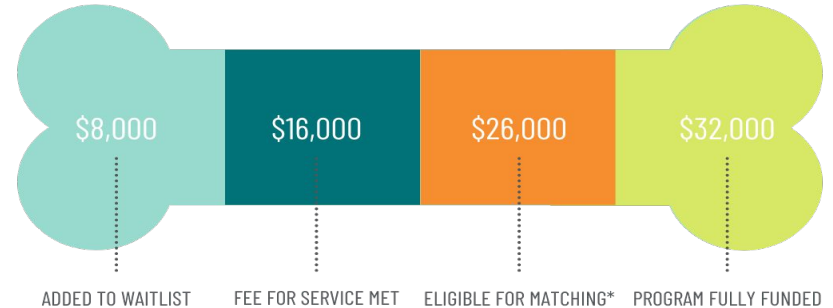 $8,000 $16,000 $26,000 $32,000
ADDED TO WAITLIST FEE FOR SERVICE MET ELIGIBLE FOR MATCHING* PROGRAM FULLY FUNDED